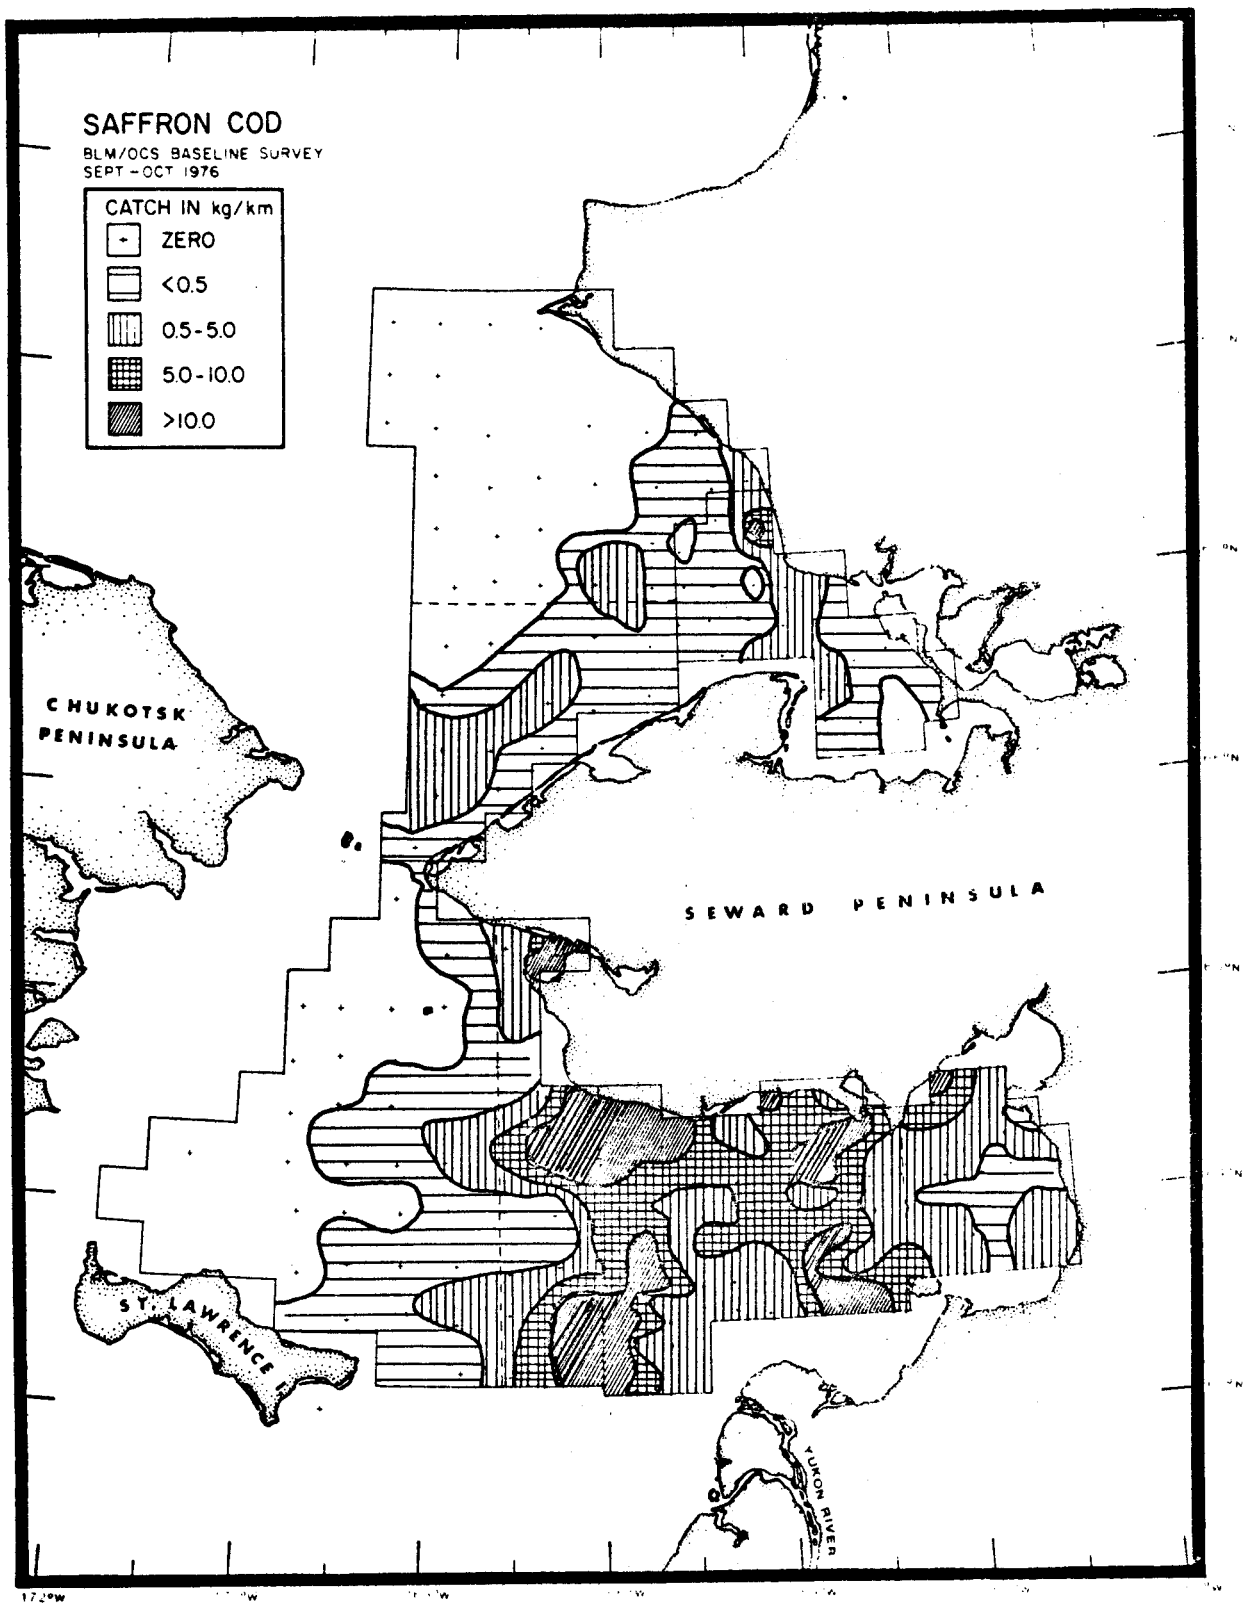 SAFFRON COD
BLM/OCS BASELINE SURVEY
SEPT-OCT 1976
CATCH IN kg/km
ZERO
<0.5
0.5-5.0
5.0-10.0
>10.0
CHUKOTSK
PENINSULA
SEWARD PENINSULA
ST. LAWRENCE I
YUKON RIVER
172°W